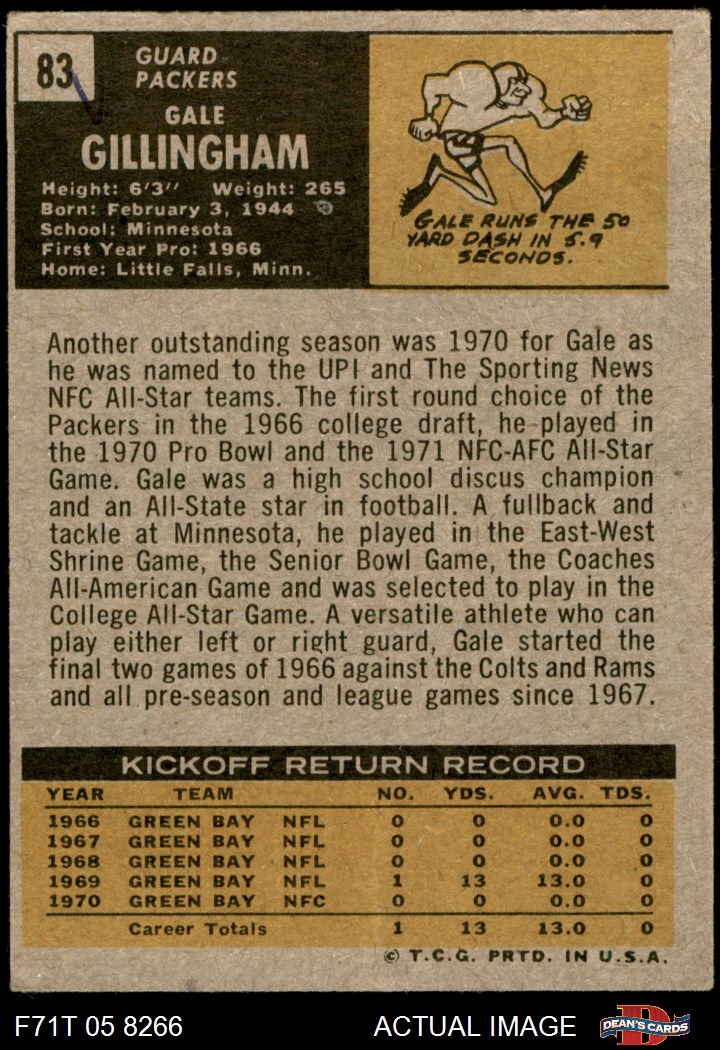 83
GUARD
PACKERS
GALE
GILLINGHAM
Height: 6'3″ Weight: 265
Born: February 3, 1944
School: Minnesota
First Year Pro: 1966
Home: Little Falls, Minn.
GALE RUNS THE 50
YARD DASH IN 5.9
SECONDS.
Another outstanding season was 1970 for Gale as
he was named to the UPI and The Sporting News
NFC All-Star teams. The first round choice of the
Packers in the 1966 college draft, he played in
the 1970 Pro Bowl and the 1971 NFC-AFC All-Star
Game. Gale was a high school discus champion
and an All-State star in football. A fullback and
tackle at Minnesota, he played in the East-West
Shrine Game, the Senior Bowl Game, the Coaches
All-American Game and was selected to play in the
College All-Star Game. A versatile athlete who can
play either left or right guard, Gale started the
final two games of 1966 against the Colts and Rams
and all pre-season and league games since 1967.
KICKOFF RETURN RECORD
YEAR TEAM NO. YDS. AVG. TDS.
1966 GREEN BAY NFL 0 0 0.0 0
1967 GREEN BAY NFL 0 0 0.0 0
1968 GREEN BAY NFL 0 0 0.0 0
1969 GREEN BAY NFL 1 13 13.0 0
1970 GREEN BAY NFC 0 0 0.0 0
Career Totals 1 13 13.0 0
© T.C.G. PRTD. IN U.S.A.
F71T 05 8266 ACTUAL IMAGE D DEAN'S CARDS